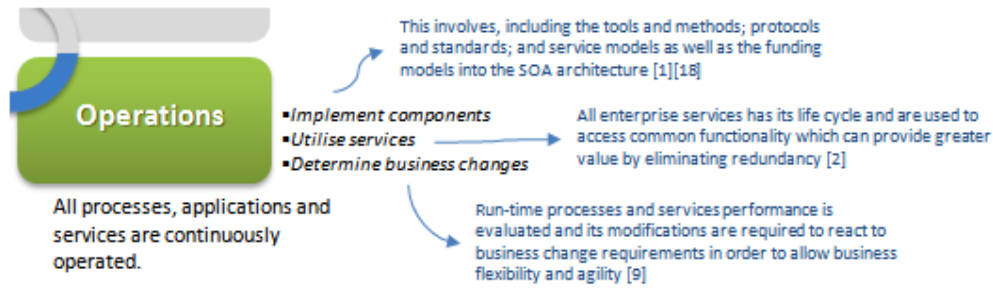 This involves, including the tools and methods; protocols
and standards; and service models as well as the funding
models into the SOA architecture [1][18]
Operations
▪Implement components
▪Utilise services
▪Determine business changes
All enterprise services has its life cycle and are used to
access common functionality which can provide greater
value by eliminating redundancy [2]
All processes, applications and
services are continuously
operated.
Run-time processes and services performance is
evaluated and its modifications are required to react to
business change requirements in order to allow business
flexibility and agility [9]